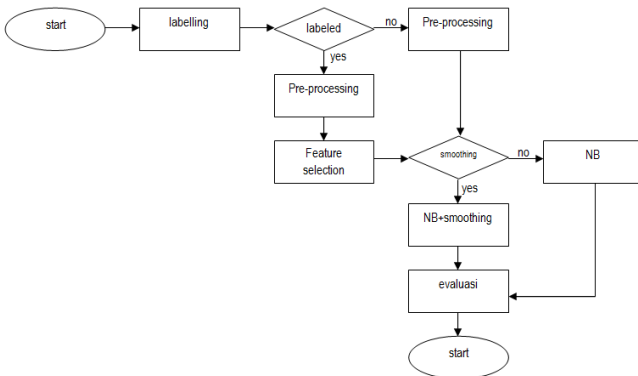 start
labelling
labeled
no
Pre-processing
yes
Pre-processing
Feature
selection
smoothing
no
NB
yes
NB+smoothing
evaluasi
start